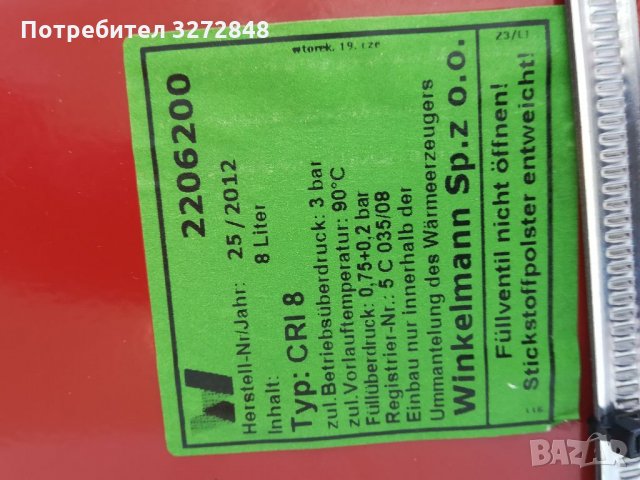 Потребител 3272848
wtorek, 19. cze
2206200
Herstell-Nr/Jahr: 25/2012
Inhalt: 8 Liter
Typ: CRI 8
zul.Betriebsüberdruck: 3 bar
zul.Vorlauftemperatur: 90°C
Füllüberdruck: 0,75+0,2 bar
Registrier-Nr.: 5 C 035/08
Einbau nur innerhalb der
Ummantelung des Wärmeerzeugers
Winkelmann Sp.z o.o.
Z3/L1
Füllventil nicht öffnen!
Stickstoffpolster entweicht!
116
BAZAR